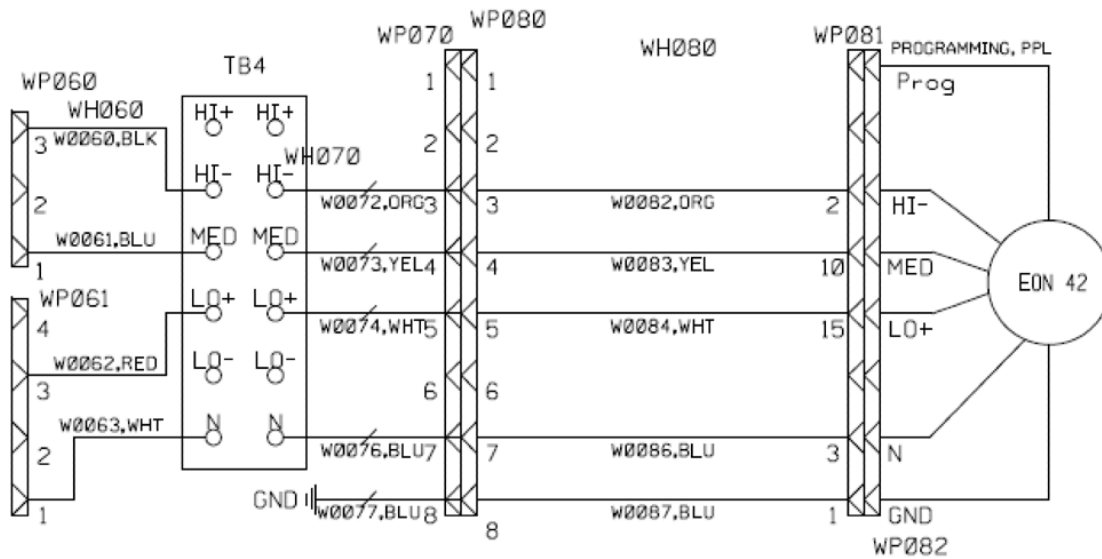 WP080
WP070
WH080
WP081
PROGRAMMING, PPL
TB4
WP060
1
1
Prog
WH060
HI+
HI+
3
W0060,BLK
2
2
WH070
HI-
HI-
2
W0072,ORG
3
3
W0082,ORG
2
HI-
W0061,BLU
MED
MED
1
W0073,YEL
4
4
W0083,YEL
10
MED
EON 42
WP061
LO+
LO+
4
W0074,WHT
5
5
W0084,WHT
15
LO+
W0062,RED
LO-
LO-
3
6
6
W0063,WHT
N
N
2
W0076,BLU
7
7
W0086,BLU
3
N
GND
1
W0077,BLU
8
8
W0087,BLU
1
GND
WP082